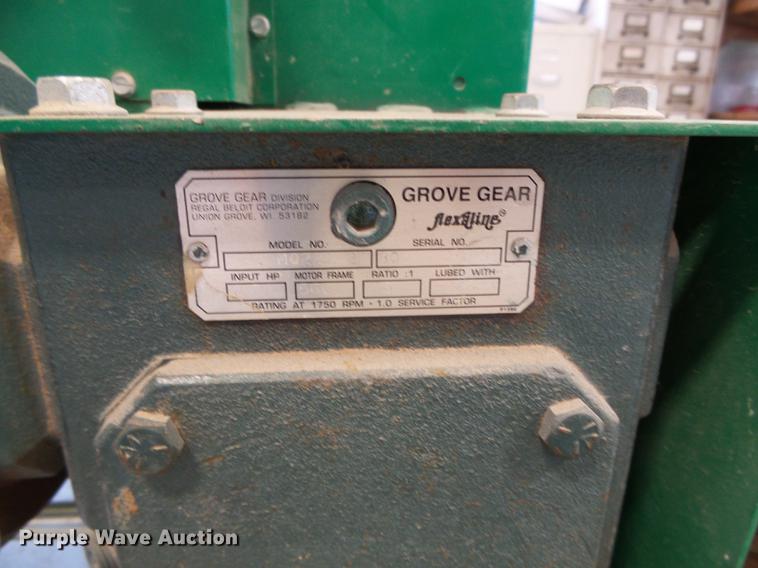 GROVE GEAR DIVISION
REGAL BELOIT CORPORATION
UNION GROVE, WI. 53182
GROVE GEAR
flexaline®
MODEL NO.
SERIAL NO.
INPUT HP
MOTOR FRAME
RATIO :1
LUBED WITH
RATING AT 1750 RPM - 1.0 SERVICE FACTOR
Purple Wave Auction